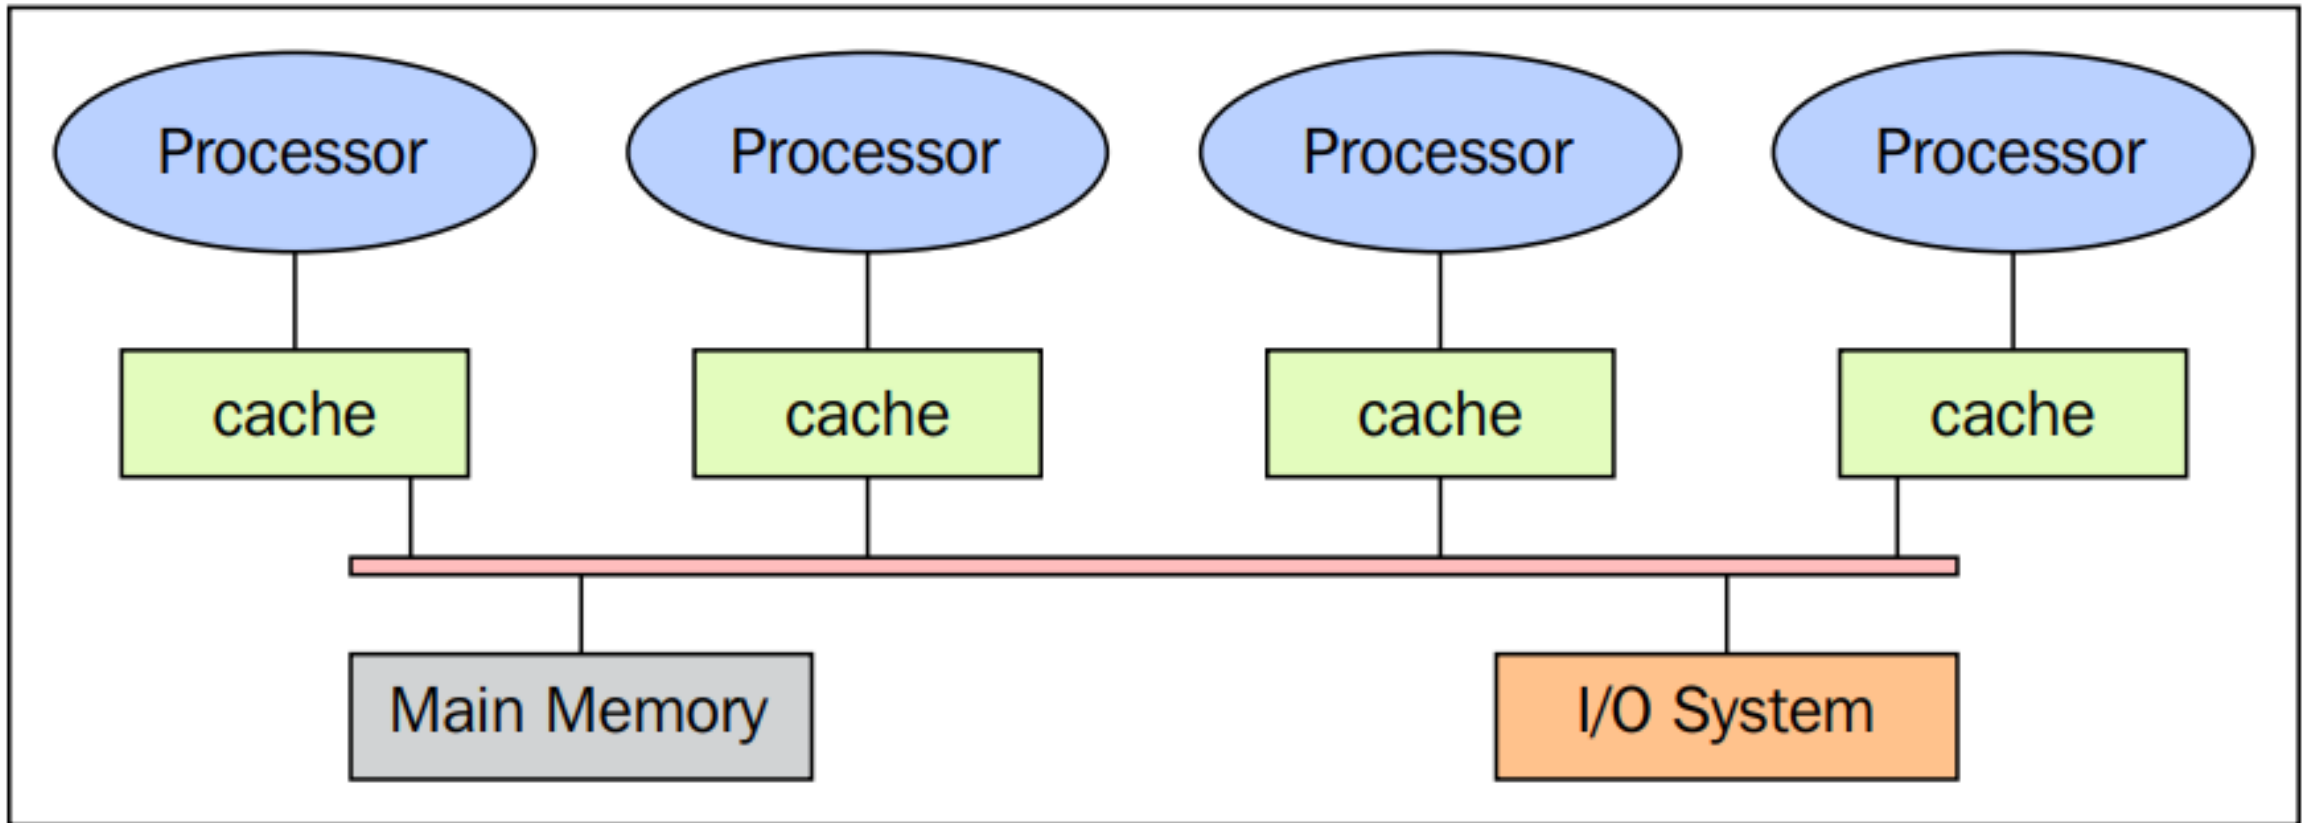 Processor
Processor
Processor
Processor
cache
cache
cache
cache
Main Memory
I/O System